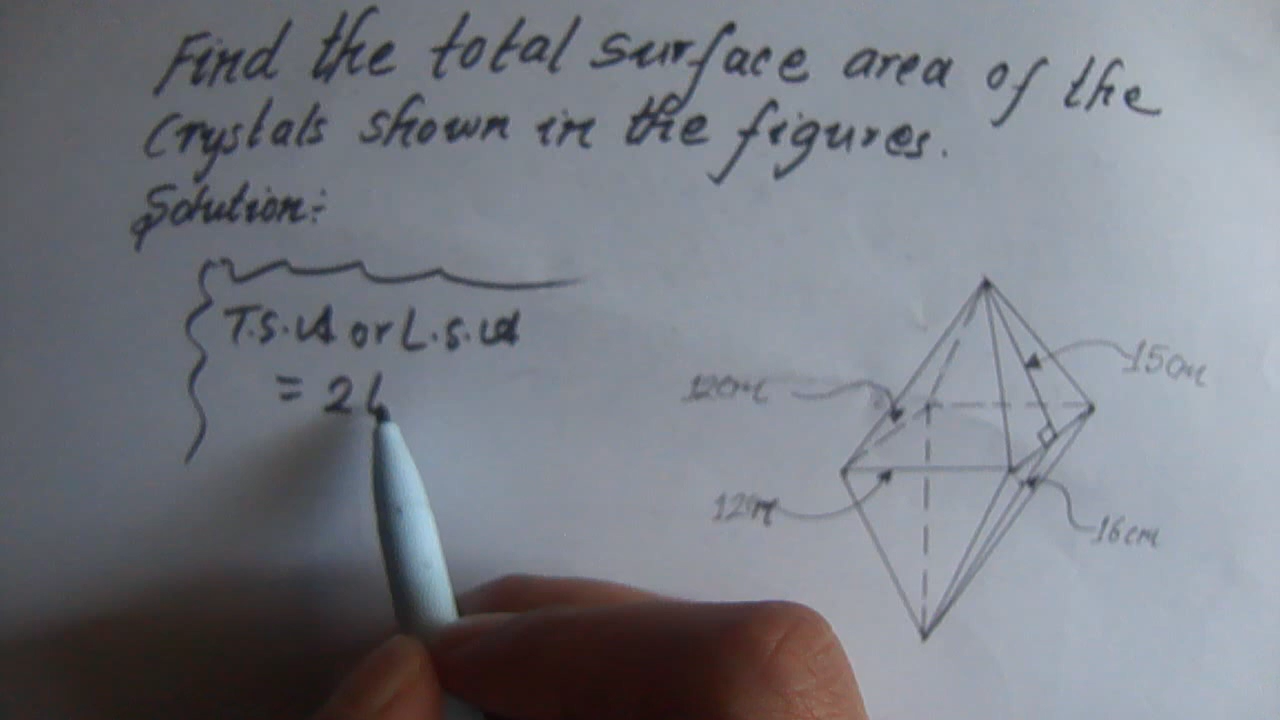 Find the total surface area of the
Crystals shown in the figures.
Solution:-
T.S.A or L.S.A
= 2l
12cm
15cm
12cm
16cm